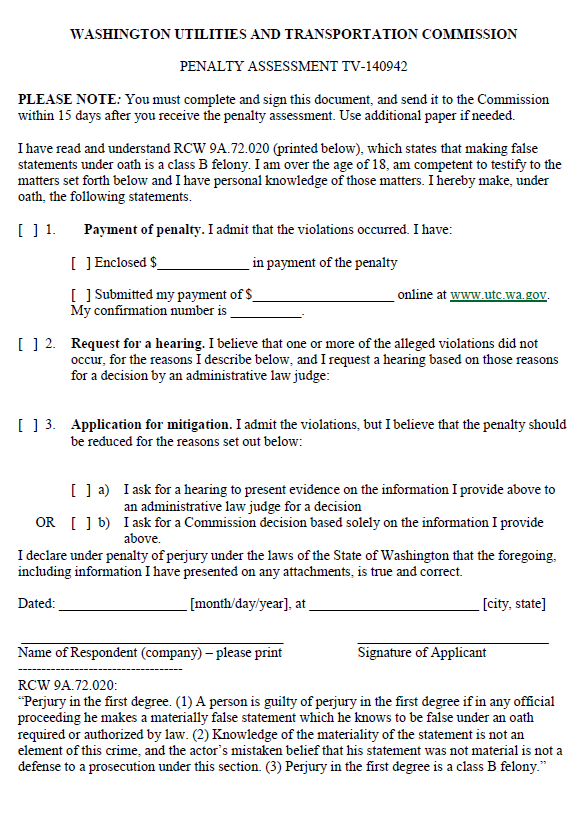 WASHINGTON UTILITIES AND TRANSPORTATION COMMISSION
PENALTY ASSESSMENT TV-140942
PLEASE NOTE: You must complete and sign this document, and send it to the Commission
within 15 days after you receive the penalty assessment. Use additional paper if needed.
I have read and understand RCW 9A.72.020 (printed below), which states that making false
statements under oath is a class B felony. I am over the age of 18, am competent to testify to the
matters set forth below and I have personal knowledge of those matters. I hereby make, under
oath, the following statements.
[ ] 1. Payment of penalty. I admit that the violations occurred. I have:
[ ] Enclosed $______________ in payment of the penalty
[ ] Submitted my payment of $______________________ online at www.utc.wa.gov.
My confirmation number is ___________.
[ ] 2. Request for a hearing. I believe that one or more of the alleged violations did not
occur, for the reasons I describe below, and I request a hearing based on those reasons
for a decision by an administrative law judge:
[ ] 3. Application for mitigation. I admit the violations, but I believe that the penalty should
be reduced for the reasons set out below:
[ ] a) I ask for a hearing to present evidence on the information I provide above to
an administrative law judge for a decision
OR [ ] b) I ask for a Commission decision based solely on the information I provide
above.
I declare under penalty of perjury under the laws of the State of Washington that the foregoing,
including information I have presented on any attachments, is true and correct.
Dated: ____________________ [month/day/year], at __________________________ [city, state]
_________________________________________ ______________________________
Name of Respondent (company) – please print Signature of Applicant
-----------------------------------
RCW 9A.72.020:
“Perjury in the first degree. (1) A person is guilty of perjury in the first degree if in any official
proceeding he makes a materially false statement which he knows to be false under an oath
required or authorized by law. (2) Knowledge of the materiality of the statement is not an
element of this crime, and the actor’s mistaken belief that his statement was not material is not a
defense to a prosecution under this section. (3) Perjury in the first degree is a class B felony.”